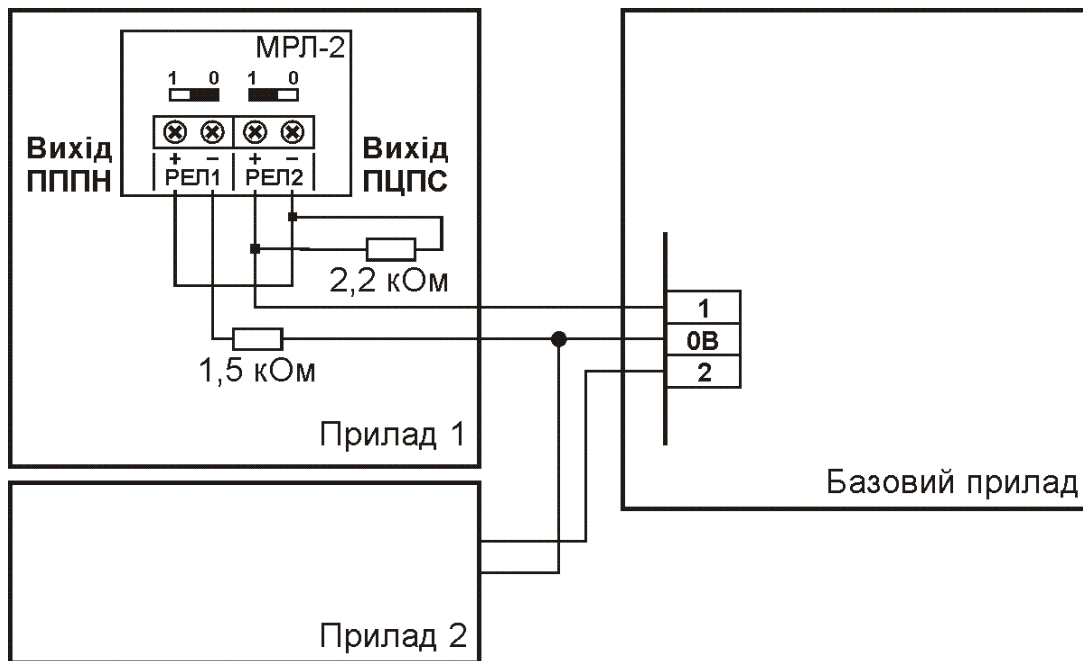 МРЛ-2
1 0 1 0
Вихід
ПППН
Вихід
ПЦПС
+ − + −
РЕЛ1 РЕЛ2
2,2 кОм
1,5 кОм
Прилад 1
1
0В
2
Базовий прилад
Прилад 2